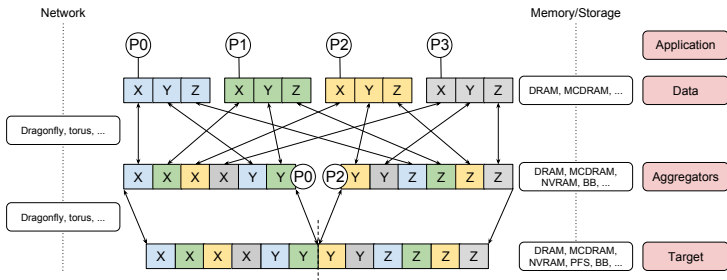 Network
Memory/Storage
P0
P1
P2
P3
Application
X Y Z
X Y Z
X Y Z
X Y Z
DRAM, MCDRAM, ...
Data
Dragonfly, torus, ...
X X X X Y Y P0
P2 Y Y Z Z Z Z
DRAM, MCDRAM,
NVRAM, BB, ...
Aggregators
Dragonfly, torus, ...
X X X X Y Y Y Y Z Z Z Z
DRAM, MCDRAM,
NVRAM, PFS, BB, ...
Target